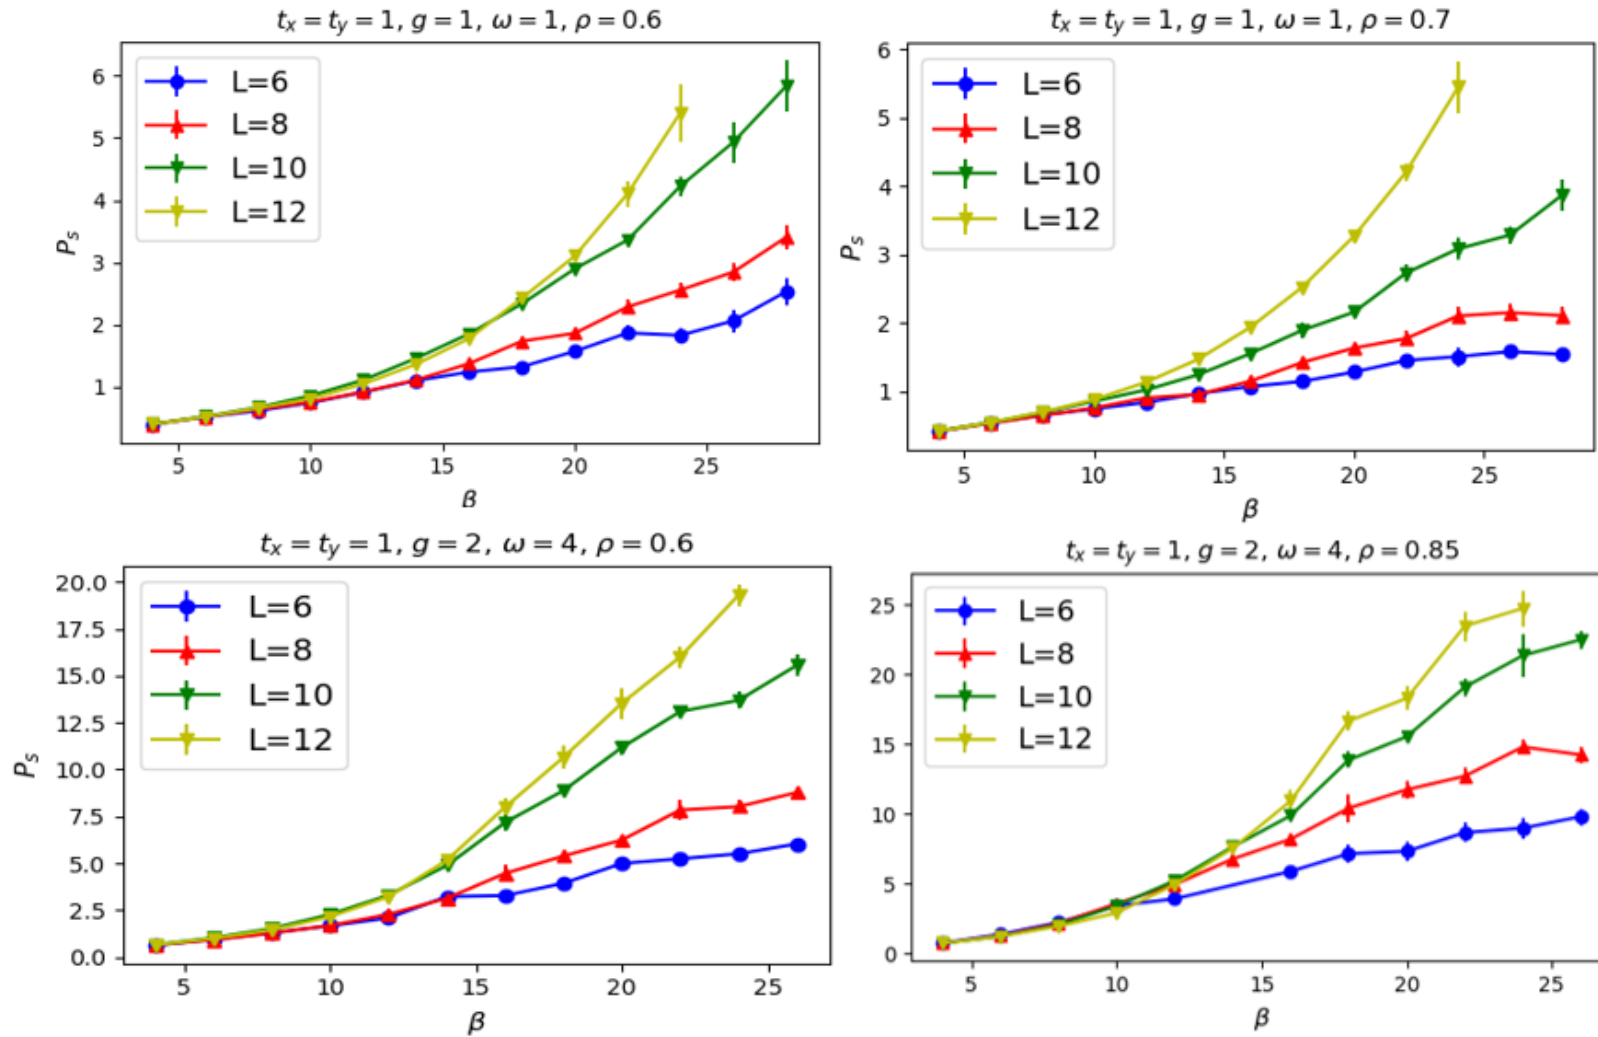 t_x = t_y = 1, g = 1, ω = 1, ρ = 0.6
6
5
4
3
2
1
P_s
L=6
L=8
L=10
L=12
5 10 15 20 25
β
t_x = t_y = 1, g = 1, ω = 1, ρ = 0.7
6
5
4
3
2
1
P_s
L=6
L=8
L=10
L=12
5 10 15 20 25
β
t_x = t_y = 1, g = 2, ω = 4, ρ = 0.6
20.0
17.5
15.0
12.5
10.0
7.5
5.0
2.5
0.0
P_s
L=6
L=8
L=10
L=12
5 10 15 20 25
β
t_x = t_y = 1, g = 2, ω = 4, ρ = 0.85
25
20
15
10
5
0
L=6
L=8
L=10
L=12
5 10 15 20 25
β